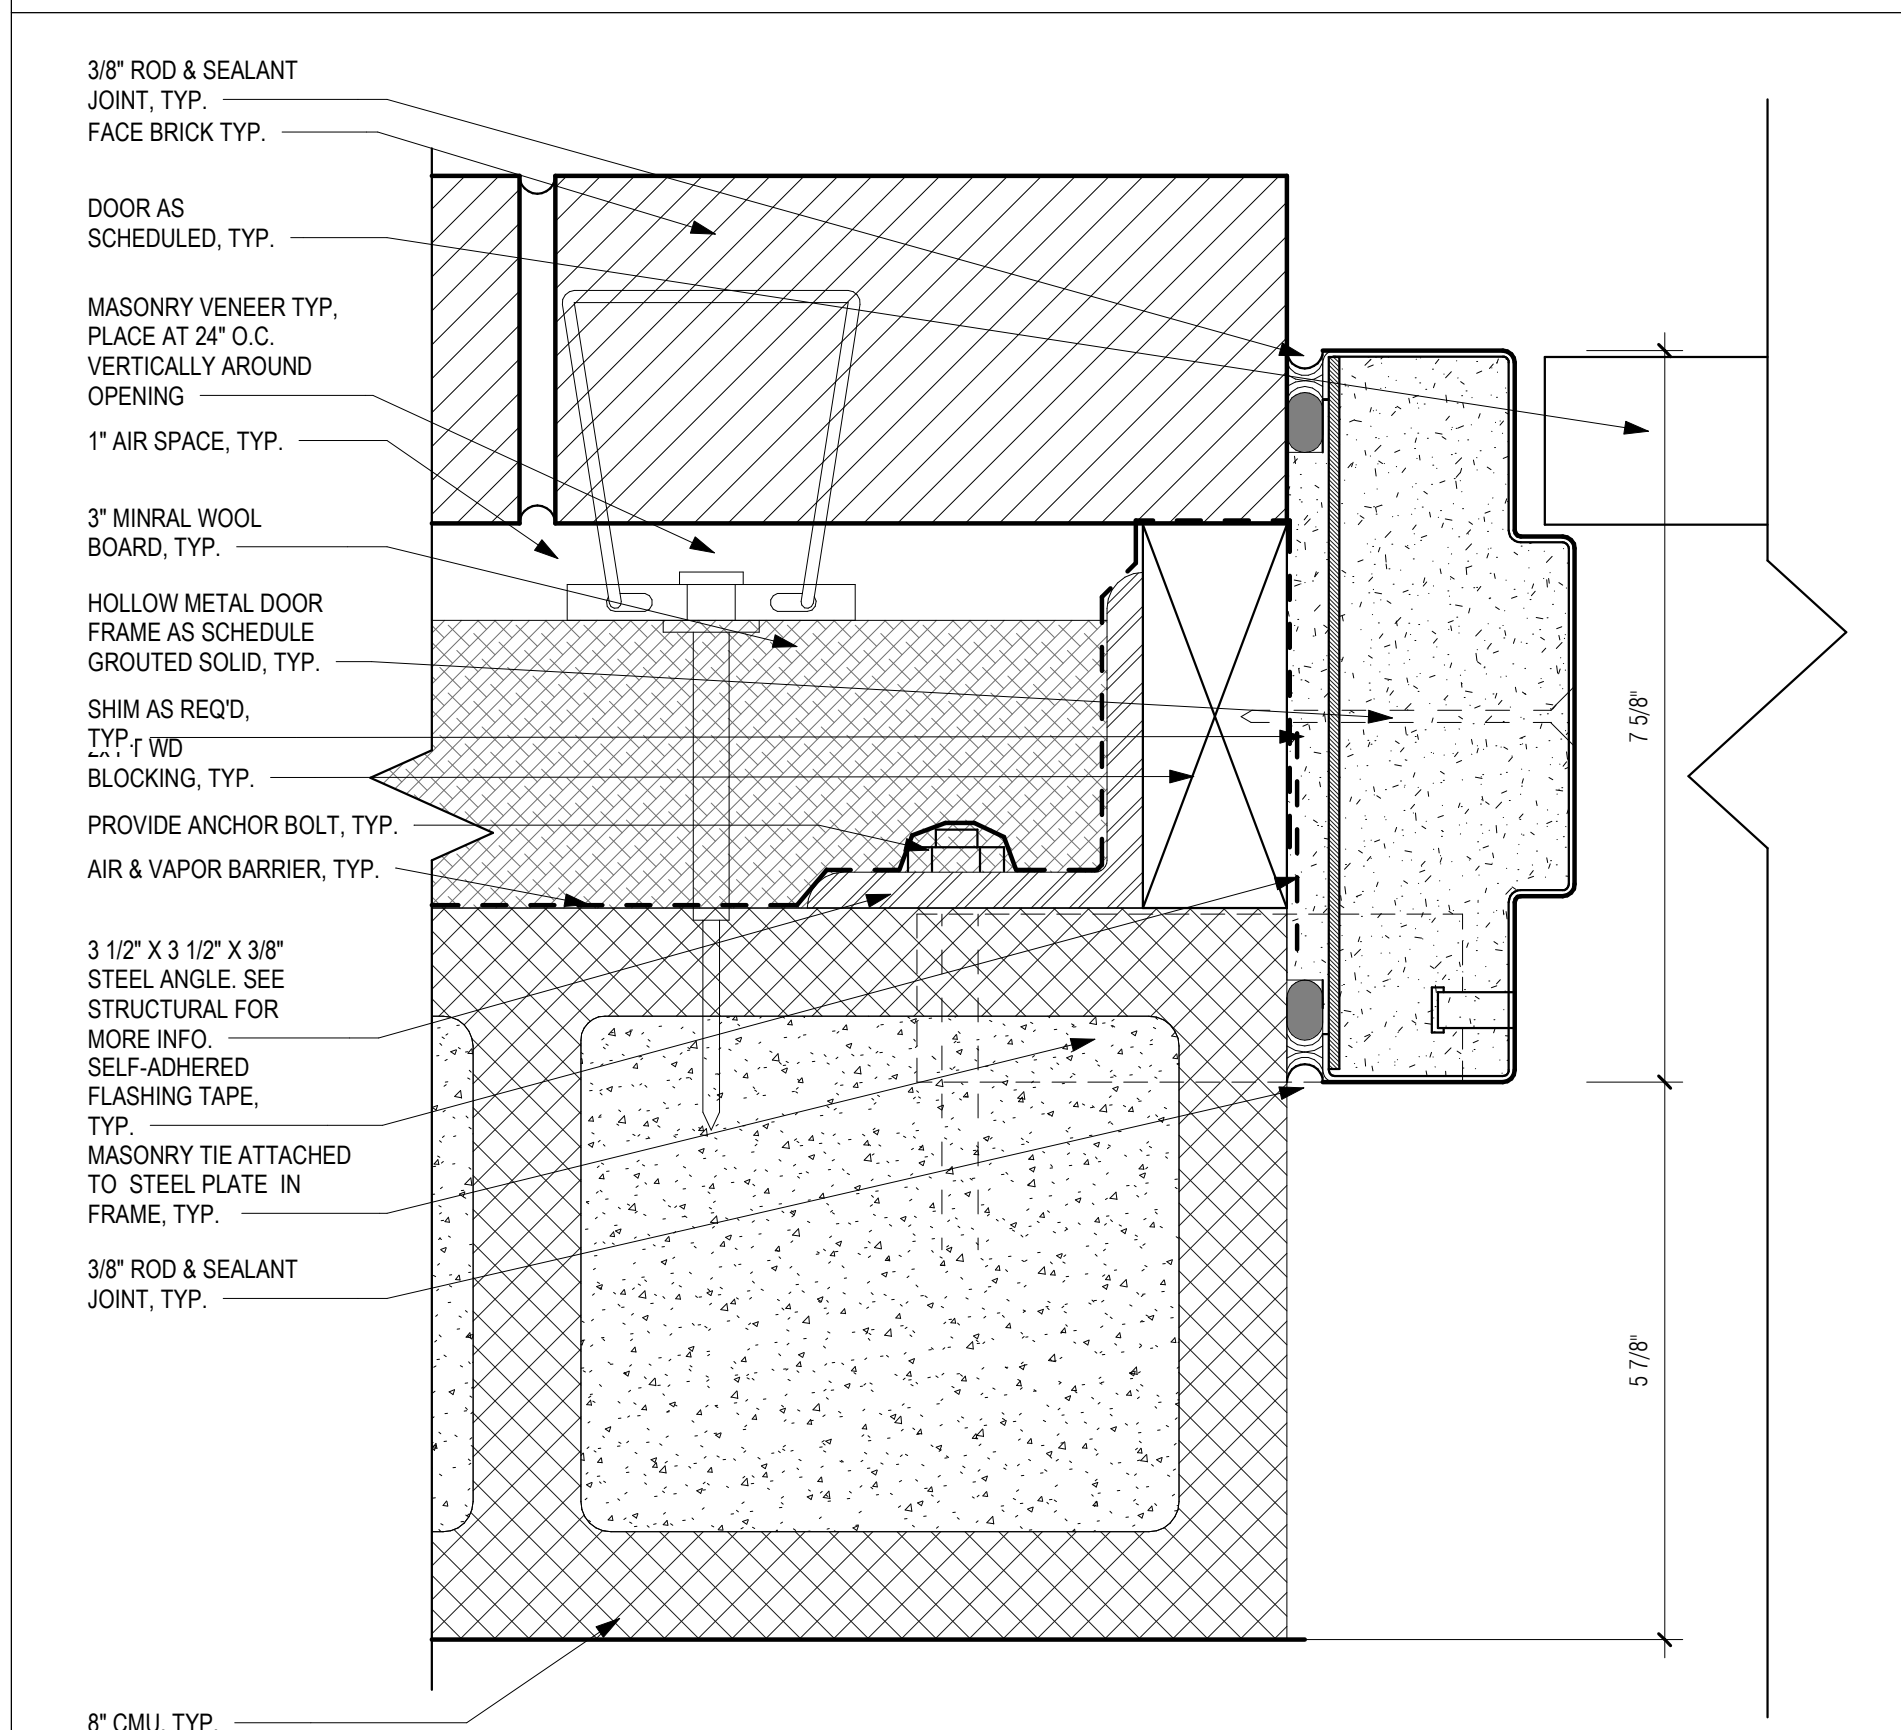 3/8" ROD & SEALANT
JOINT, TYP.
FACE BRICK TYP.
DOOR AS
SCHEDULED, TYP.
MASONRY VENEER TYP,
PLACE AT 24" O.C.
VERTICALLY AROUND
OPENING
1" AIR SPACE, TYP.
3" MINRAL WOOL
BOARD, TYP.
HOLLOW METAL DOOR
FRAME AS SCHEDULE
GROUTED SOLID, TYP.
SHIM AS REQ'D,
TYP.
WD
BLOCKING, TYP.
PROVIDE ANCHOR BOLT, TYP.
AIR & VAPOR BARRIER, TYP.
3 1/2" X 3 1/2" X 3/8"
STEEL ANGLE. SEE
STRUCTURAL FOR
MORE INFO.
SELF-ADHERED
FLASHING TAPE,
TYP.
MASONRY TIE ATTACHED
TO STEEL PLATE IN
FRAME, TYP.
3/8" ROD & SEALANT
JOINT, TYP.
8" CMU, TYP.
7 5/8"
5 7/8"